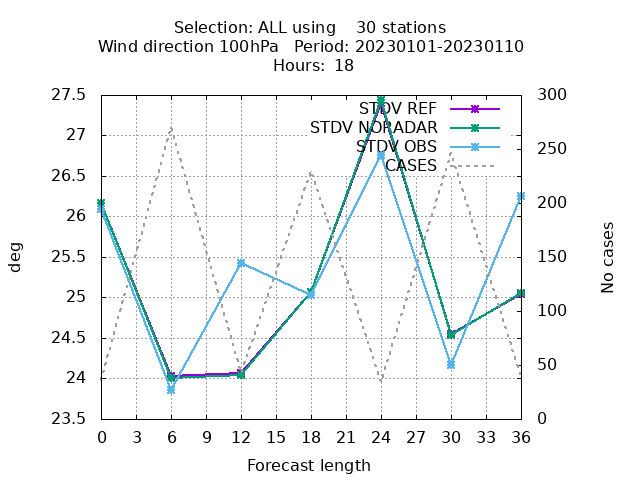 Selection: ALL using    30 stations
Wind direction 100hPa   Period: 20230101-20230110
Hours: 18
27.5
27
26.5
26
25.5
25
24.5
24
23.5
deg
STDV REF
STDV NORADAR
STDV OBS
CASES
300
250
200
150
100
50
0
No cases
0 3 6 9 12 15 18 21 24 27 30 33 36
Forecast length